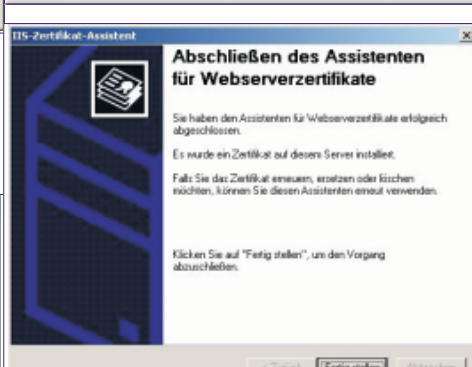 IIS-Zertifikat-Assistent
Abschließen des Assistenten
für Webserverzertifikate
Sie haben den Assistenten für Webserverzertifikate erfolgreich
abgeschlossen.
Es wurde ein Zertifikat auf diesem Server installiert.
Falls Sie das Zertifikat erneuern, ersetzen oder löschen
möchten, können Sie diesen Assistenten erneut verwenden.
Klicken Sie auf "Fertig stellen", um den Vorgang
abzuschließen.
< Zurück Fertig stellen Abbrechen